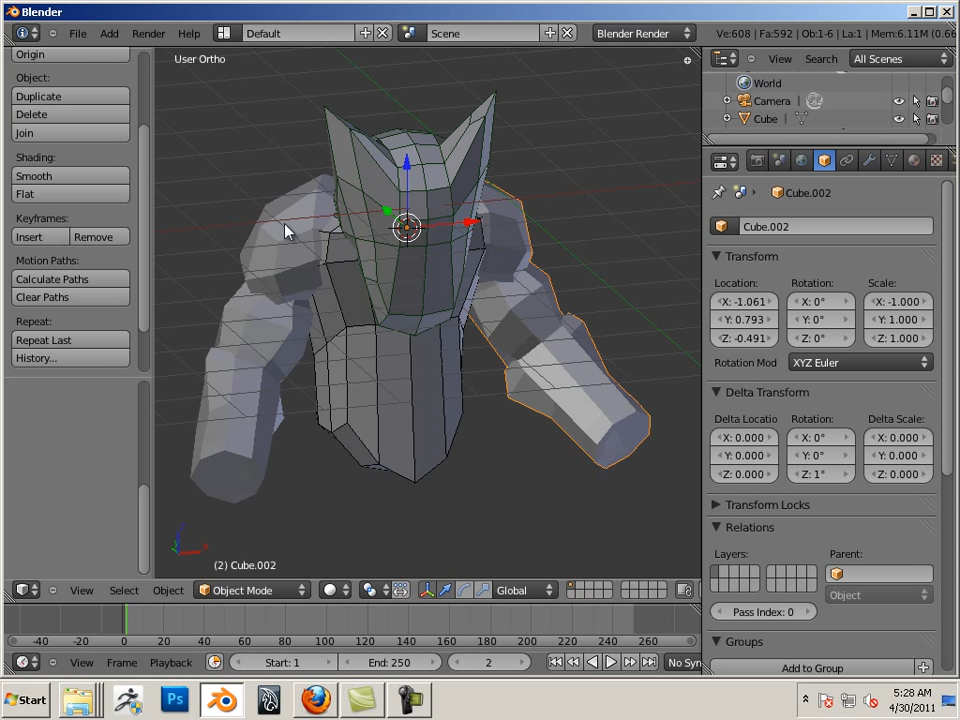 Blender
File Add Render Help Default Scene Blender Render Ve:608 | Fa:592 | Ob:1-6 | La:1 | Mem:6.11M (0.66
Origin
Object:
Duplicate
Delete
Join
Shading:
Smooth
Flat
Keyframes:
Insert Remove
Motion Paths:
Calculate Paths
Clear Paths
Repeat:
Repeat Last
History...
User Ortho
(2) Cube.002
View Select Object Object Mode Global
View Search All Scenes
World
Camera
Cube
Cube.002
Cube.002
Transform
Location: Rotation: Scale:
X: -1.061 X: 0° X: -1.000
Y: 0.793 Y: 0° Y: 1.000
Z: -0.491 Z: 0° Z: 1.000
Rotation Mod XYZ Euler
Delta Transform
Delta Locatio Rotation: Delta Scale:
X: 0.000 X: 0° X: 0.000
Y: 0.000 Y: 0° Y: 0.000
Z: 0.000 Z: 1° Z: 0.000
Transform Locks
Relations
Layers: Parent:
Object
Pass Index: 0
Groups
Add to Group
-40 -20 0 20 40 60 80 100 120 140 160 180 200 220 240 260
View Frame Playback Start: 1 End: 250 2 No Syn
Start Ps 5:28 AM
4/30/2011